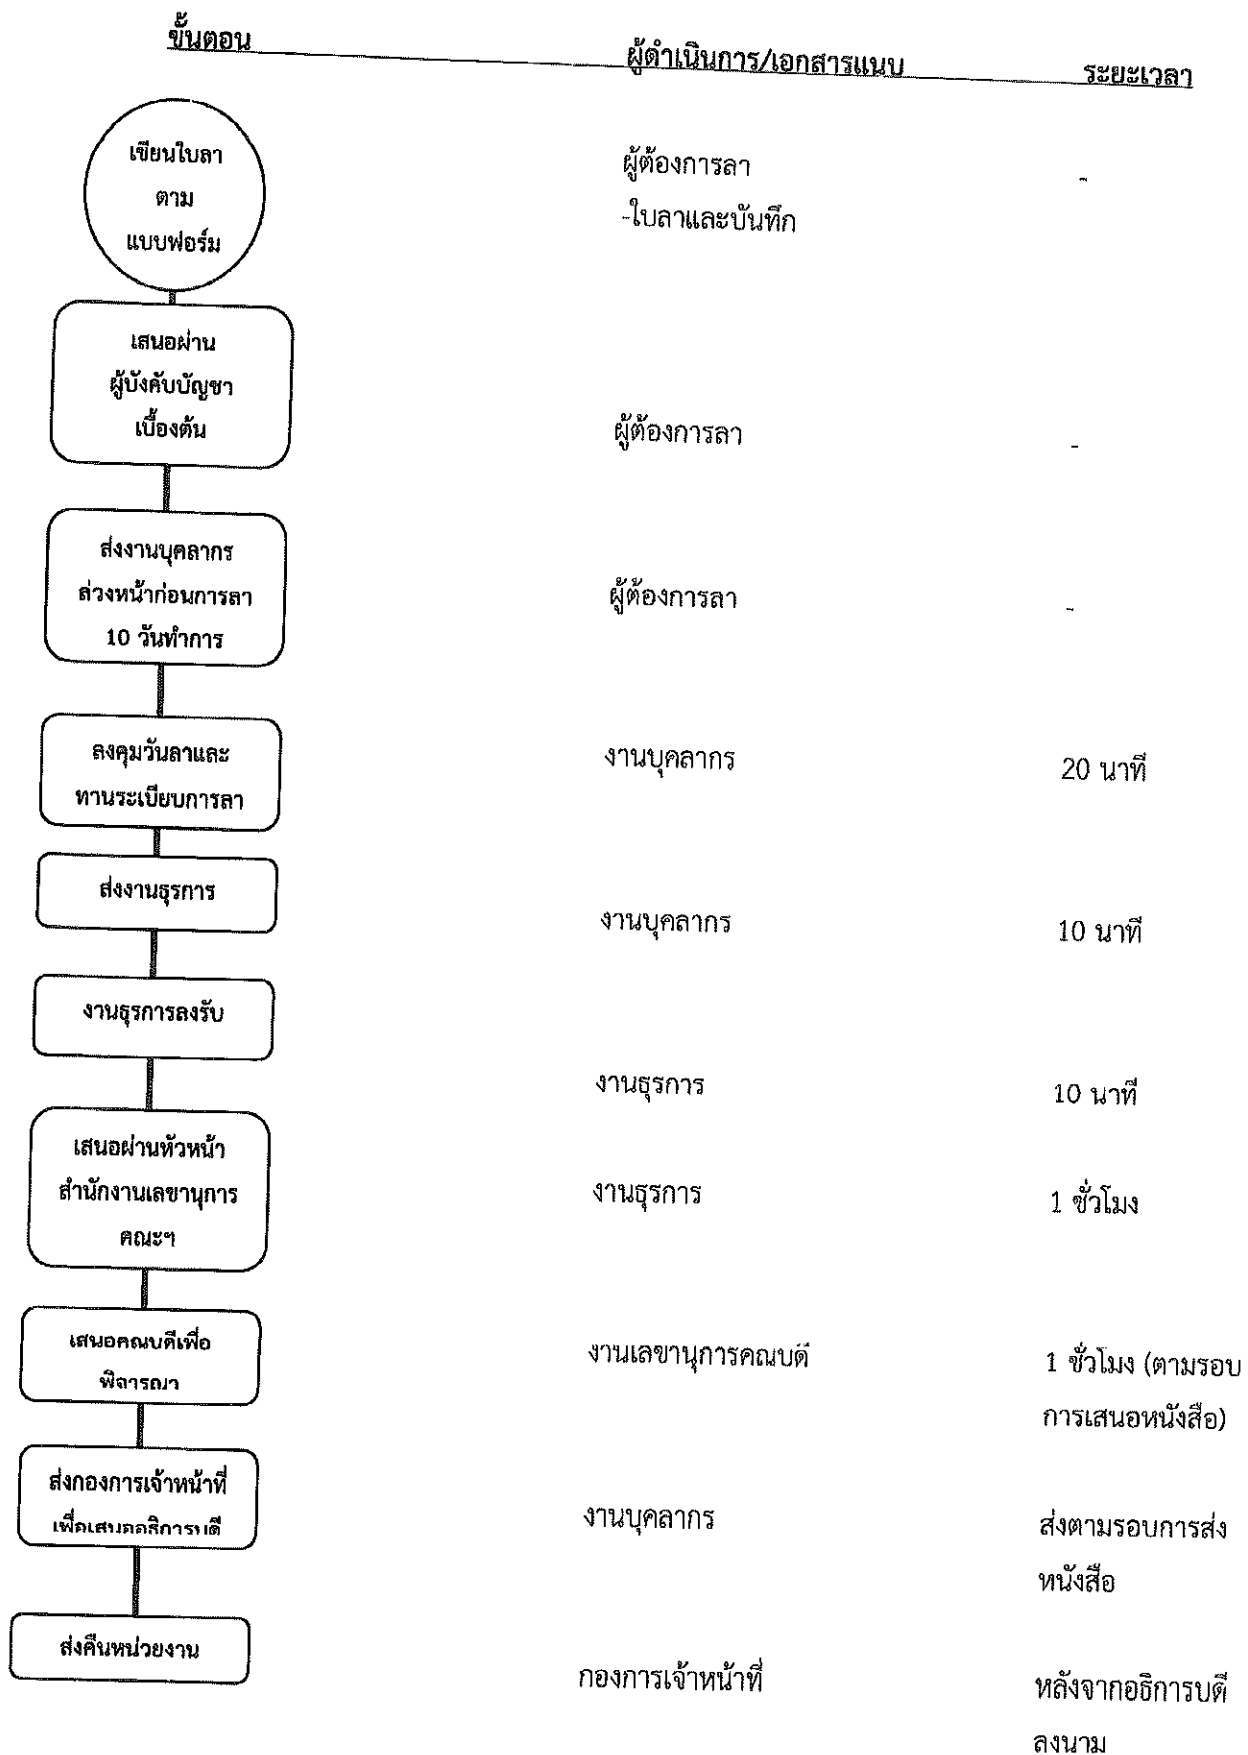 ขั้นตอน ผู้ดำเนินการ/เอกสารแนบ ระยะเวลา
เขียนใบลา
ตาม
แบบฟอร์ม
ผู้ต้องการลา -
-ใบลาและบันทึก
เสนอผ่าน
ผู้บังคับบัญชา
เบื้องต้น
ผู้ต้องการลา -
ส่งงานบุคลากร
ล่วงหน้าก่อนการลา
10 วันทำการ
ผู้ต้องการลา -
ลงคุมวันลาและ
ทานระเบียบการลา
งานบุคลากร 20 นาที
ส่งงานธุรการ
งานบุคลากร 10 นาที
งานธุรการลงรับ
งานธุรการ 10 นาที
เสนอผ่านหัวหน้า
สำนักงานเลขานุการ
คณะฯ
งานธุรการ 1 ชั่วโมง
เสนอคณบดีเพื่อ
พิจารณา
งานเลขานุการคณบดี 1 ชั่วโมง (ตามรอบ
การเสนอหนังสือ)
ส่งกองการเจ้าหน้าที่
เพื่อเสนออธิการบดี
งานบุคลากร ส่งตามรอบการส่ง
หนังสือ
ส่งคืนหน่วยงาน
กองการเจ้าหน้าที่ หลังจากอธิการบดี
ลงนาม